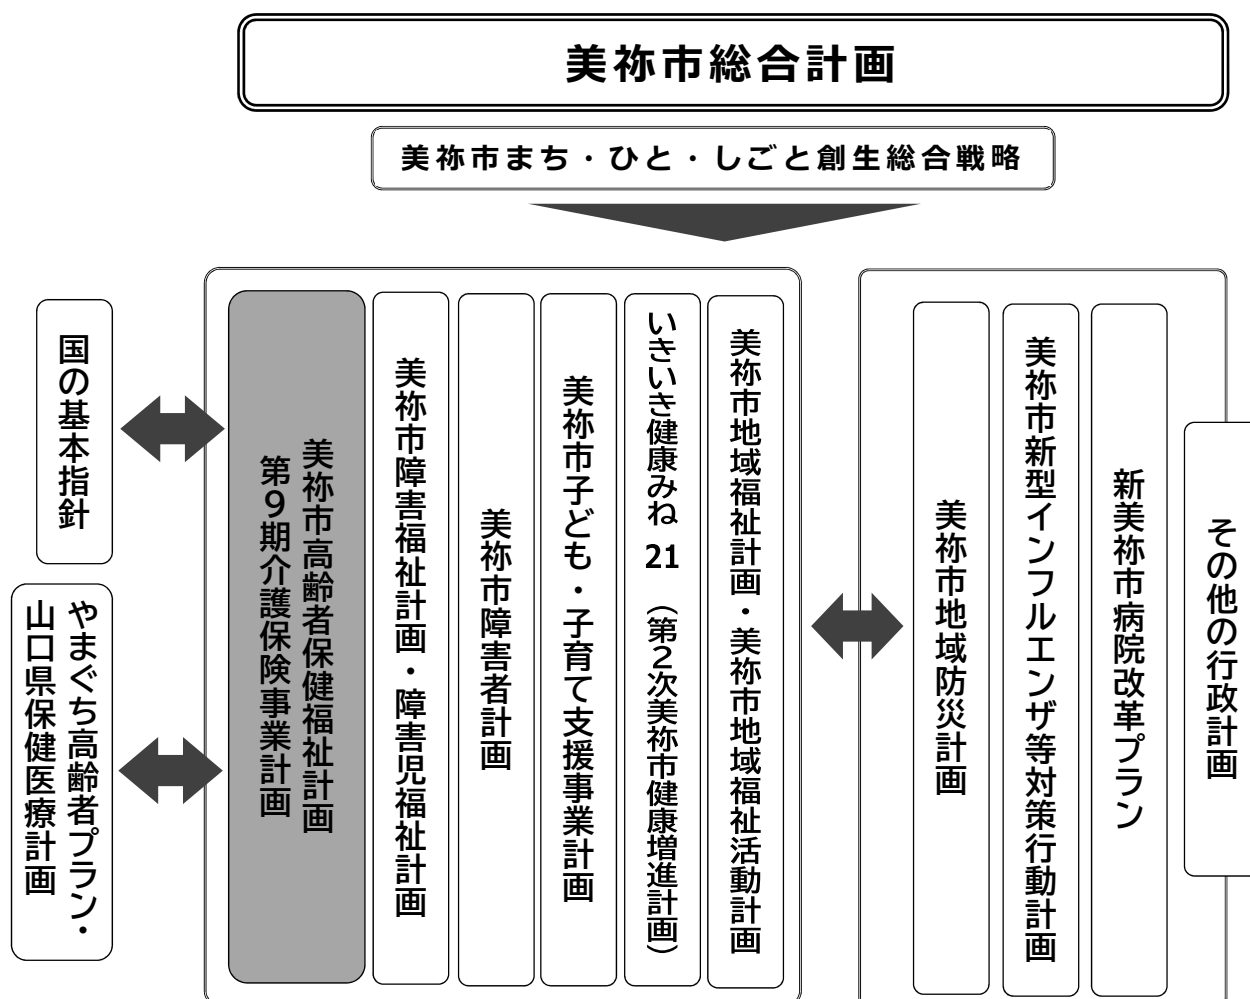 美祢市総合計画
美祢市まち・ひと・しごと創生総合戦略
国の基本指針
やまぐち高齢者プラン・
山口県保健医療計画
美祢市高齢者保健福祉計画
第９期介護保険事業計画
美祢市障害福祉計画・障害児福祉計画
美祢市障害者計画
美祢市子ども・子育て支援事業計画
いきいき健康みね 21 （第２次美祢市健康増進計画）
美祢市地域福祉計画・美祢市地域福祉活動計画
美祢市地域防災計画
美祢市新型インフルエンザ等対策行動計画
新美祢市病院改革プラン
その他の行政計画